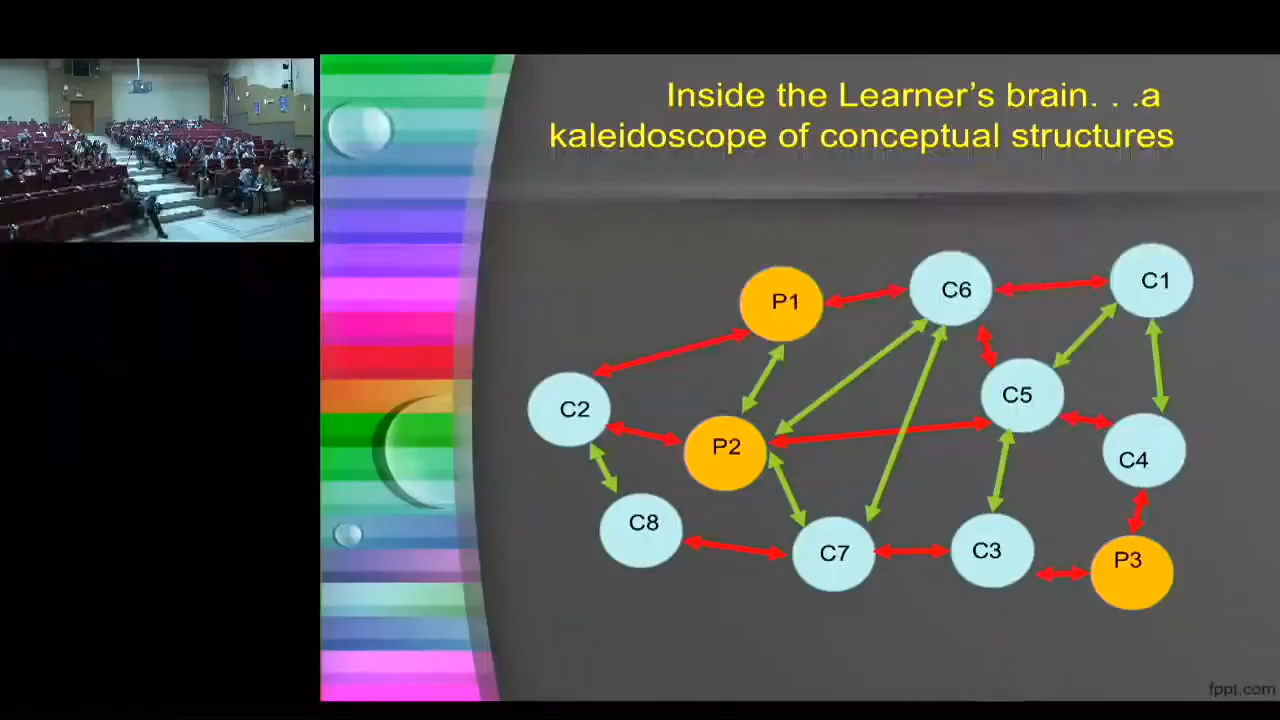 Inside the Learner's brain. . .a
kaleidoscope of conceptual structures
P1
C6
C1
C2
P2
C5
C4
C8
C7
C3
P3
fppt.com